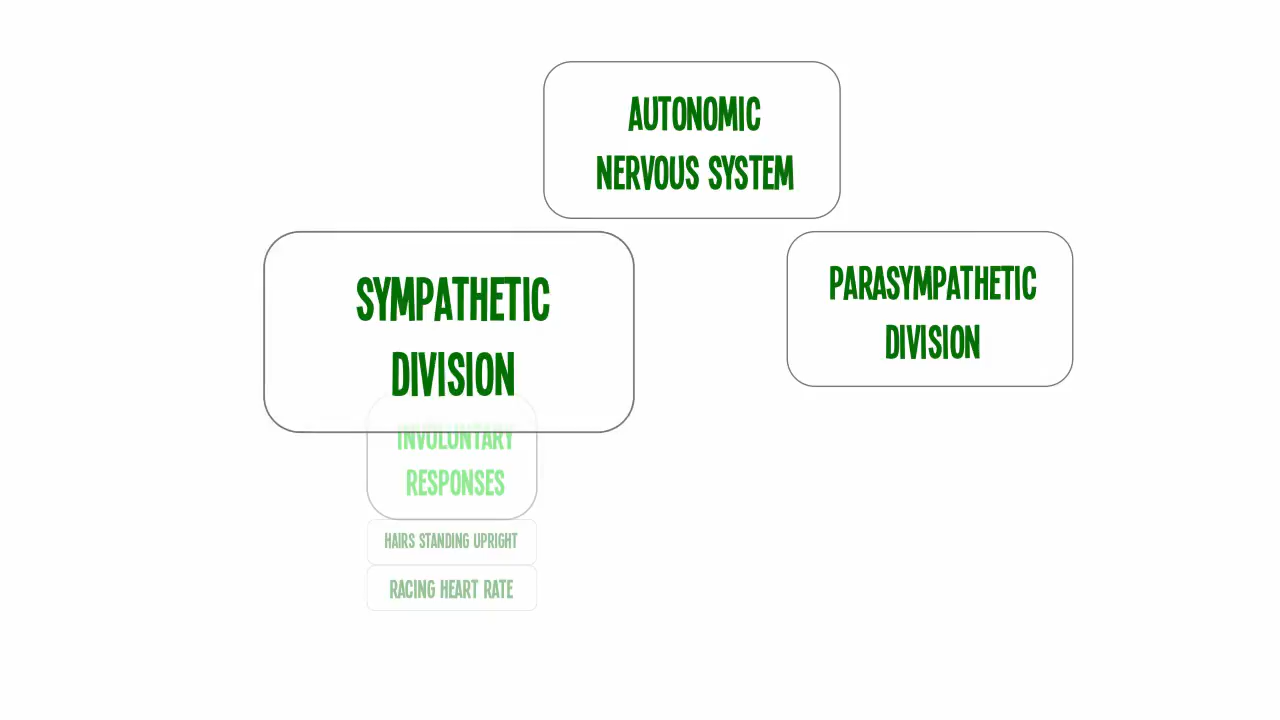 AUTONOMIC
NERVOUS SYSTEM
SYMPATHETIC
DIVISION
PARASYMPATHETIC
DIVISION
INVOLUNTARY
RESPONSES
HAIRS STANDING UPRIGHT
RACING HEART RATE